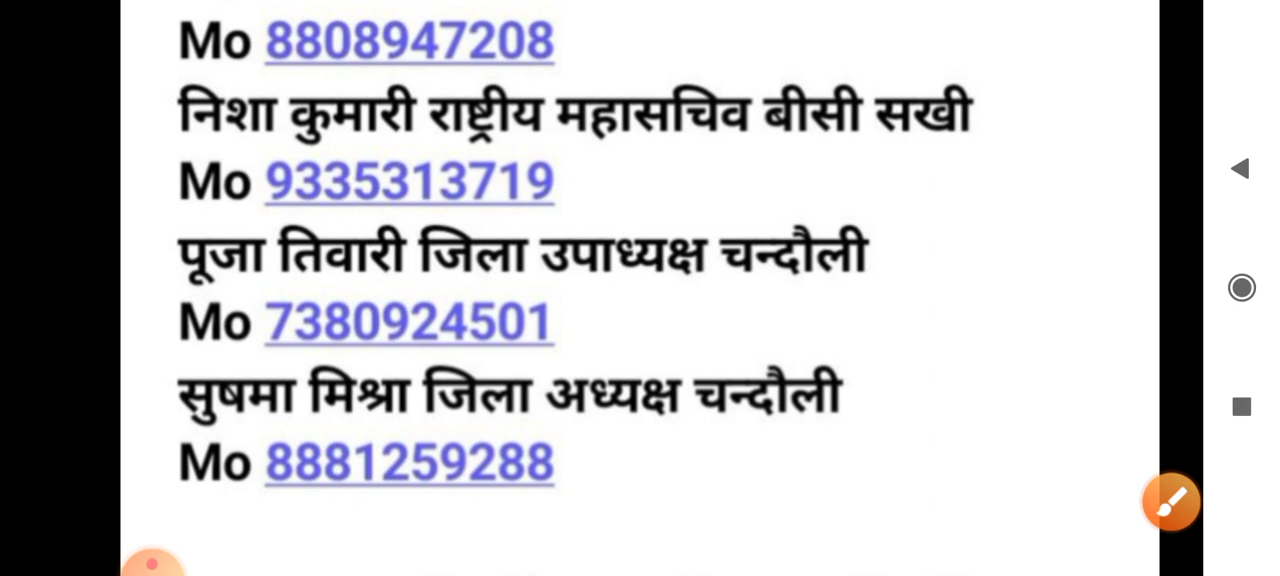 Mo 8808947208
निशा कुमारी राष्ट्रीय महासचिव बीसी सखी
Mo 9335313719
पूजा तिवारी जिला उपाध्यक्ष चन्दौली
Mo 7380924501
सुषमा मिश्रा जिला अध्यक्ष चन्दौली
Mo 8881259288